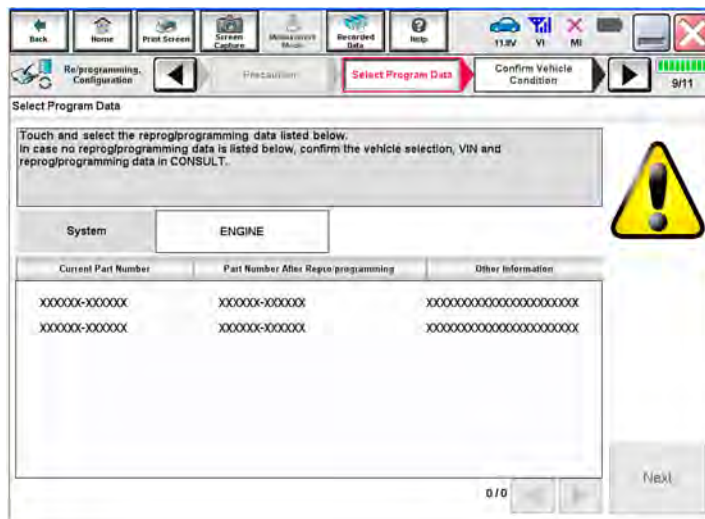 Back
Home
Print Screen
Screen Capture
Measurement Mode
Recorded Data
Help
11.8V
VI
MI
Re/programming, Configuration
Precaution
Select Program Data
Confirm Vehicle Condition
9/11
Select Program Data
Touch and select the reprog/programming data listed below.
In case no reprog/programming data is listed below, confirm the vehicle selection, VIN and
reprog/programming data in CONSULT.
System
ENGINE
Current Part Number
Part Number After Repro/programming
Other Information
XXXXXX-XXXXXX XXXXXX-XXXXXX XXXXXXXXXXXXXXXXXXXXXX
XXXXXX-XXXXXX XXXXXX-XXXXXX XXXXXXXXXXXXXXXXXXXXXX
0/0
Next